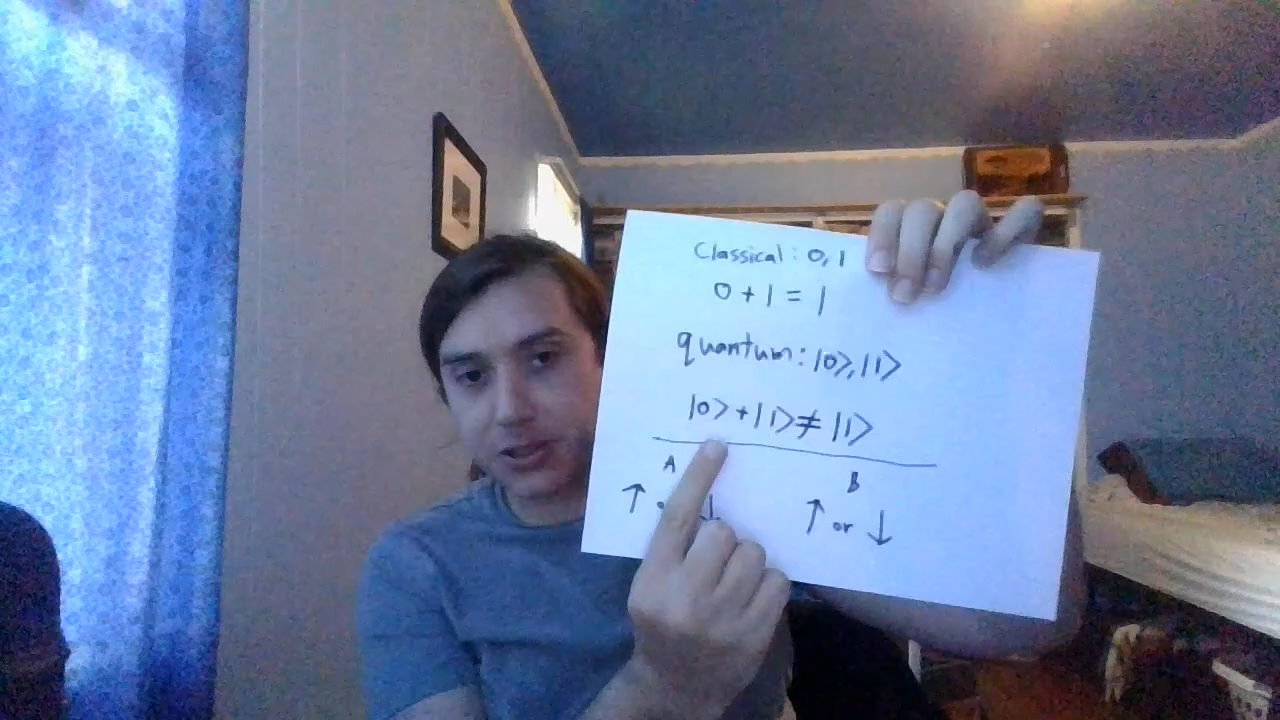 Classical: 0, 1
0 + 1 = 1
quantum: |0>, |1>
|0> + |1> ≠ |1>
A B
↑ ↓ ↑ or ↓